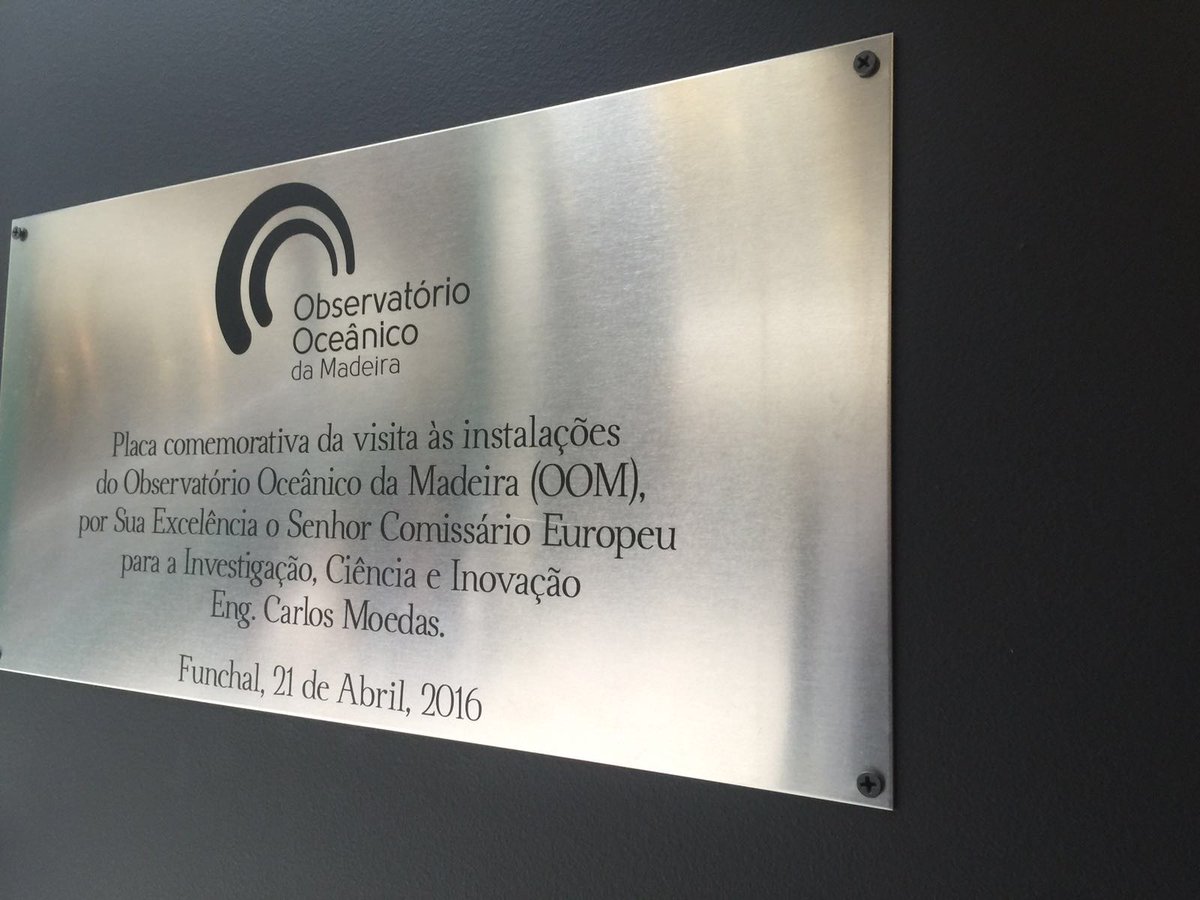 Observatório
Oceânico
da Madeira
Placa comemorativa da visita às instalações
do Observatório Oceânico da Madeira (OOM),
por Sua Excelência o Senhor Comissário Europeu
para a Investigação, Ciência e Inovação
Eng. Carlos Moedas.
Funchal, 21 de Abril, 2016